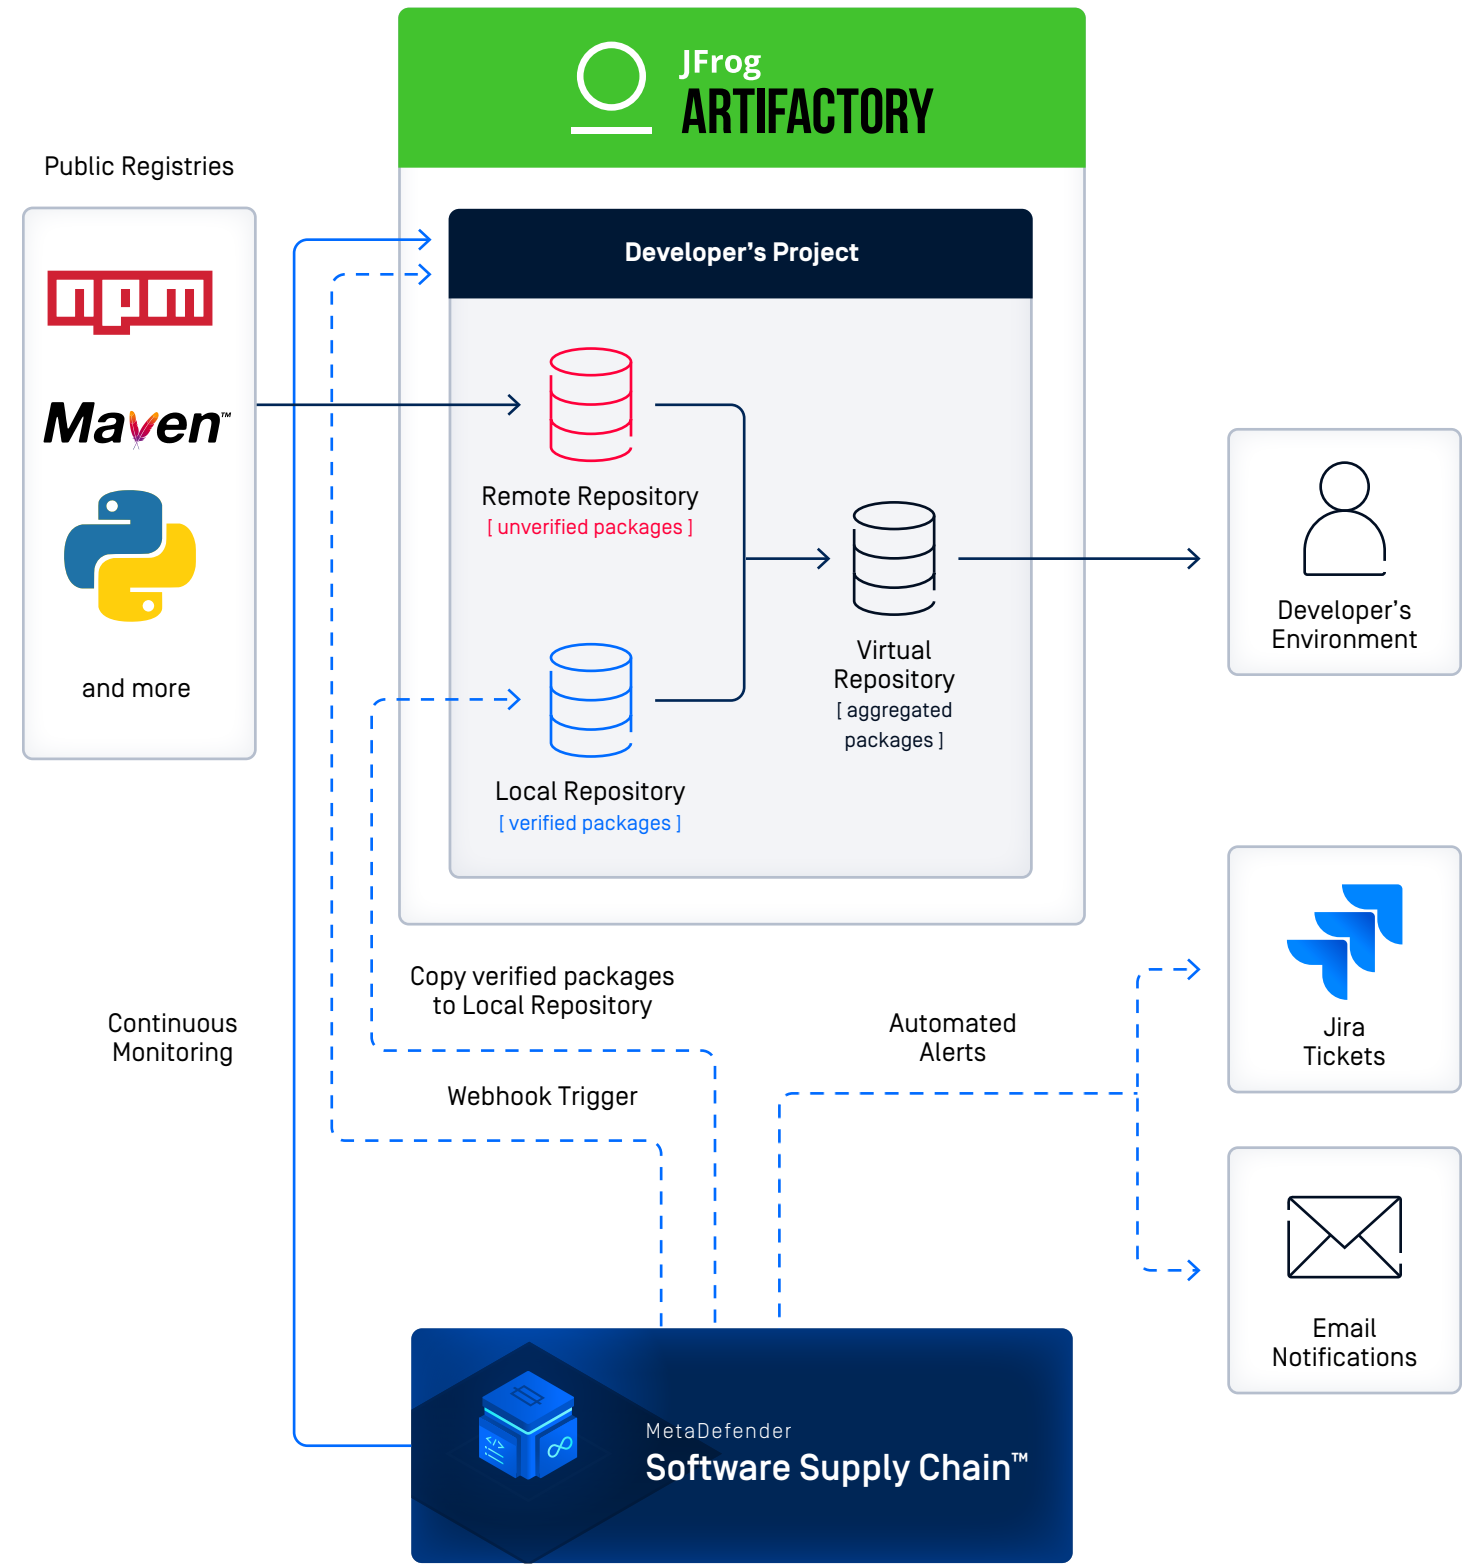 JFrog
ARTIFACTORY
Public Registries
npm
Maven™
and more
Developer's Project
Remote Repository
[ unverified packages ]
Local Repository
[ verified packages ]
Virtual
Repository
[ aggregated
packages ]
Developer's
Environment
Continuous
Monitoring
Copy verified packages
to Local Repository
Webhook Trigger
Automated
Alerts
Jira
Tickets
Email
Notifications
</>
MetaDefender
Software Supply Chain™